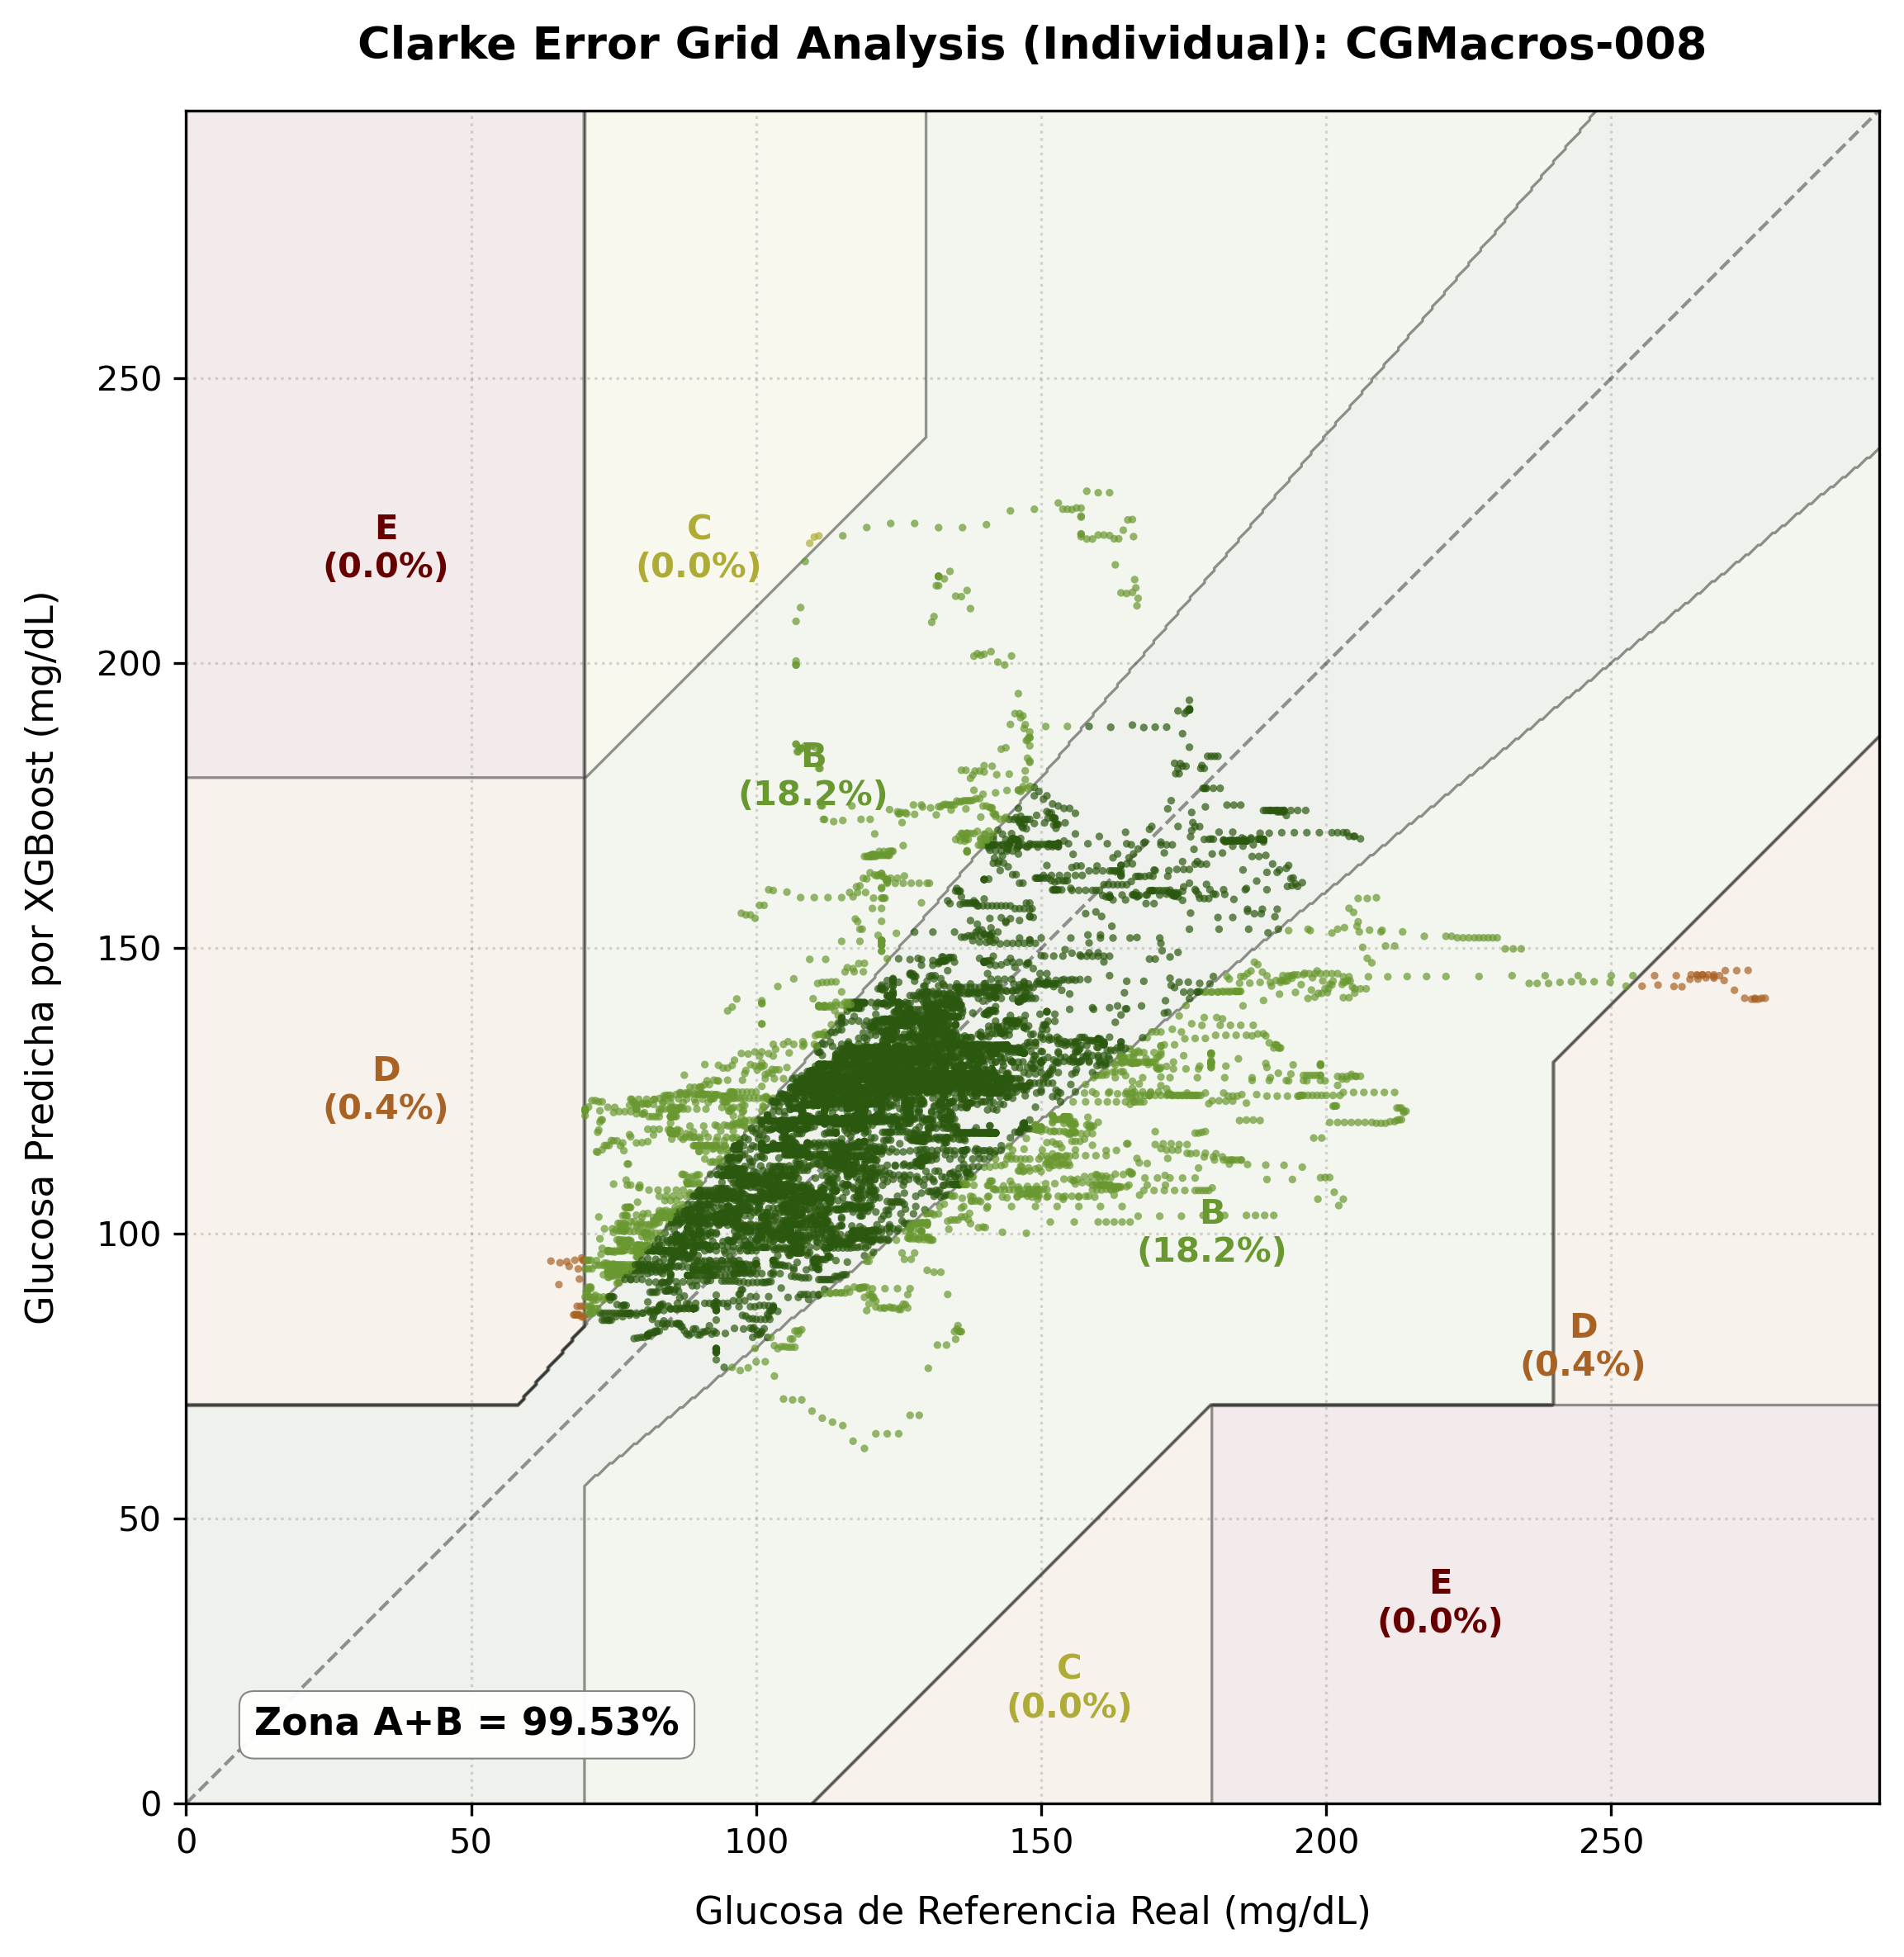 Clarke Error Grid Analysis (Individual): CGMacros-008
Glucosa Predicha por XGBoost (mg/dL)
250
200
150
100
50
0
E
(0.0%)
C
(0.0%)
B
(18.2%)
D
(0.4%)
B
(18.2%)
D
(0.4%)
E
(0.0%)
C
(0.0%)
Zona A+B = 99.53%
0
50
100
150
200
250
Glucosa de Referencia Real (mg/dL)